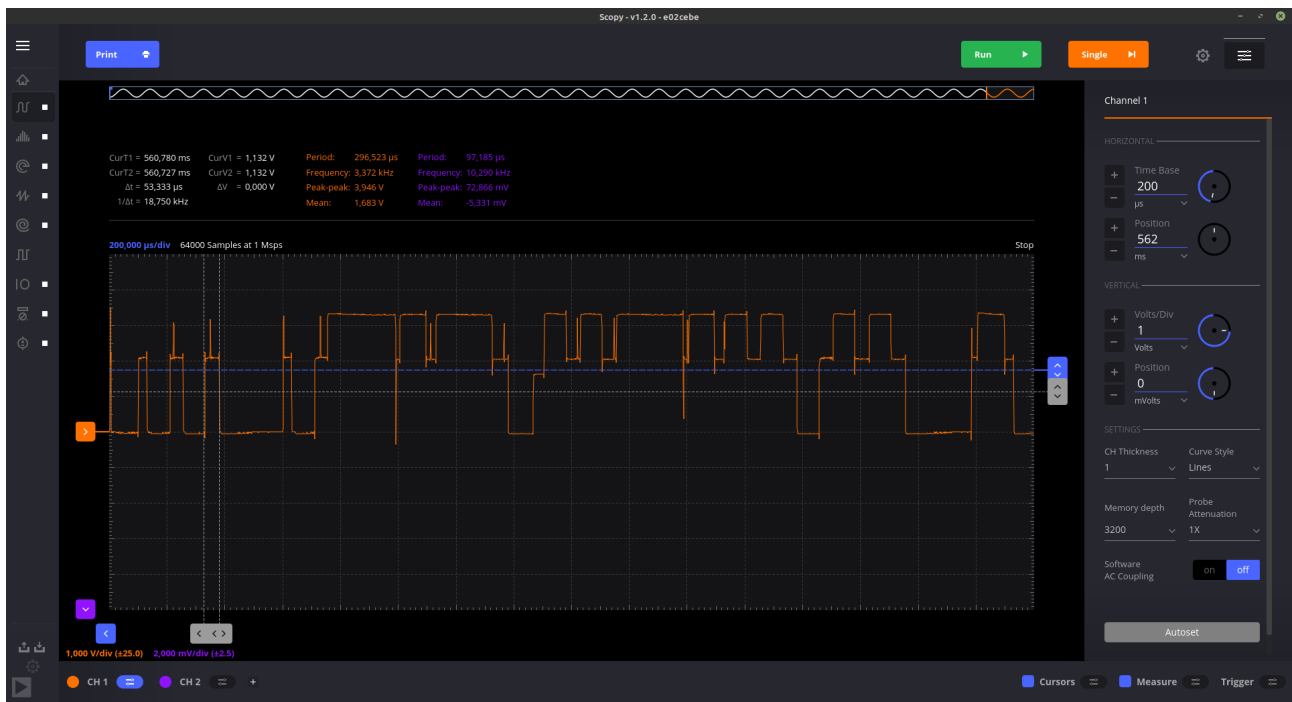 Scopy - v1.2.0 - e02cebe
Print
Run
Single
Channel 1
HORIZONTAL
Time Base
200
µs
Position
562
ms
VERTICAL
Volts/Div
1
Volts
Position
0
mVolts
SETTINGS
CH Thickness Curve Style
1 Lines
Memory depth Probe Attenuation
3200 1X
Software
AC Coupling
on off
Autoset
CurT1 = 560,780 ms CurV1 = 1,132 V Period: 296,523 µs Period: 97,185 µs
CurT2 = 560,727 ms CurV2 = 1,132 V Frequency: 3,372 kHz Frequency: 10,290 kHz
Δt = 53,333 µs ΔV = 0,000 V Peak-peak: 3,946 V Peak-peak: 72,866 mV
1/Δt = 18,750 kHz Mean: 1,683 V Mean: -5,331 mV
200,000 µs/div 64000 Samples at 1 Msps Stop
1,000 V/div (±25.0) 2,000 mV/div (±2.5)
CH 1 CH 2 + Cursors Measure Trigger